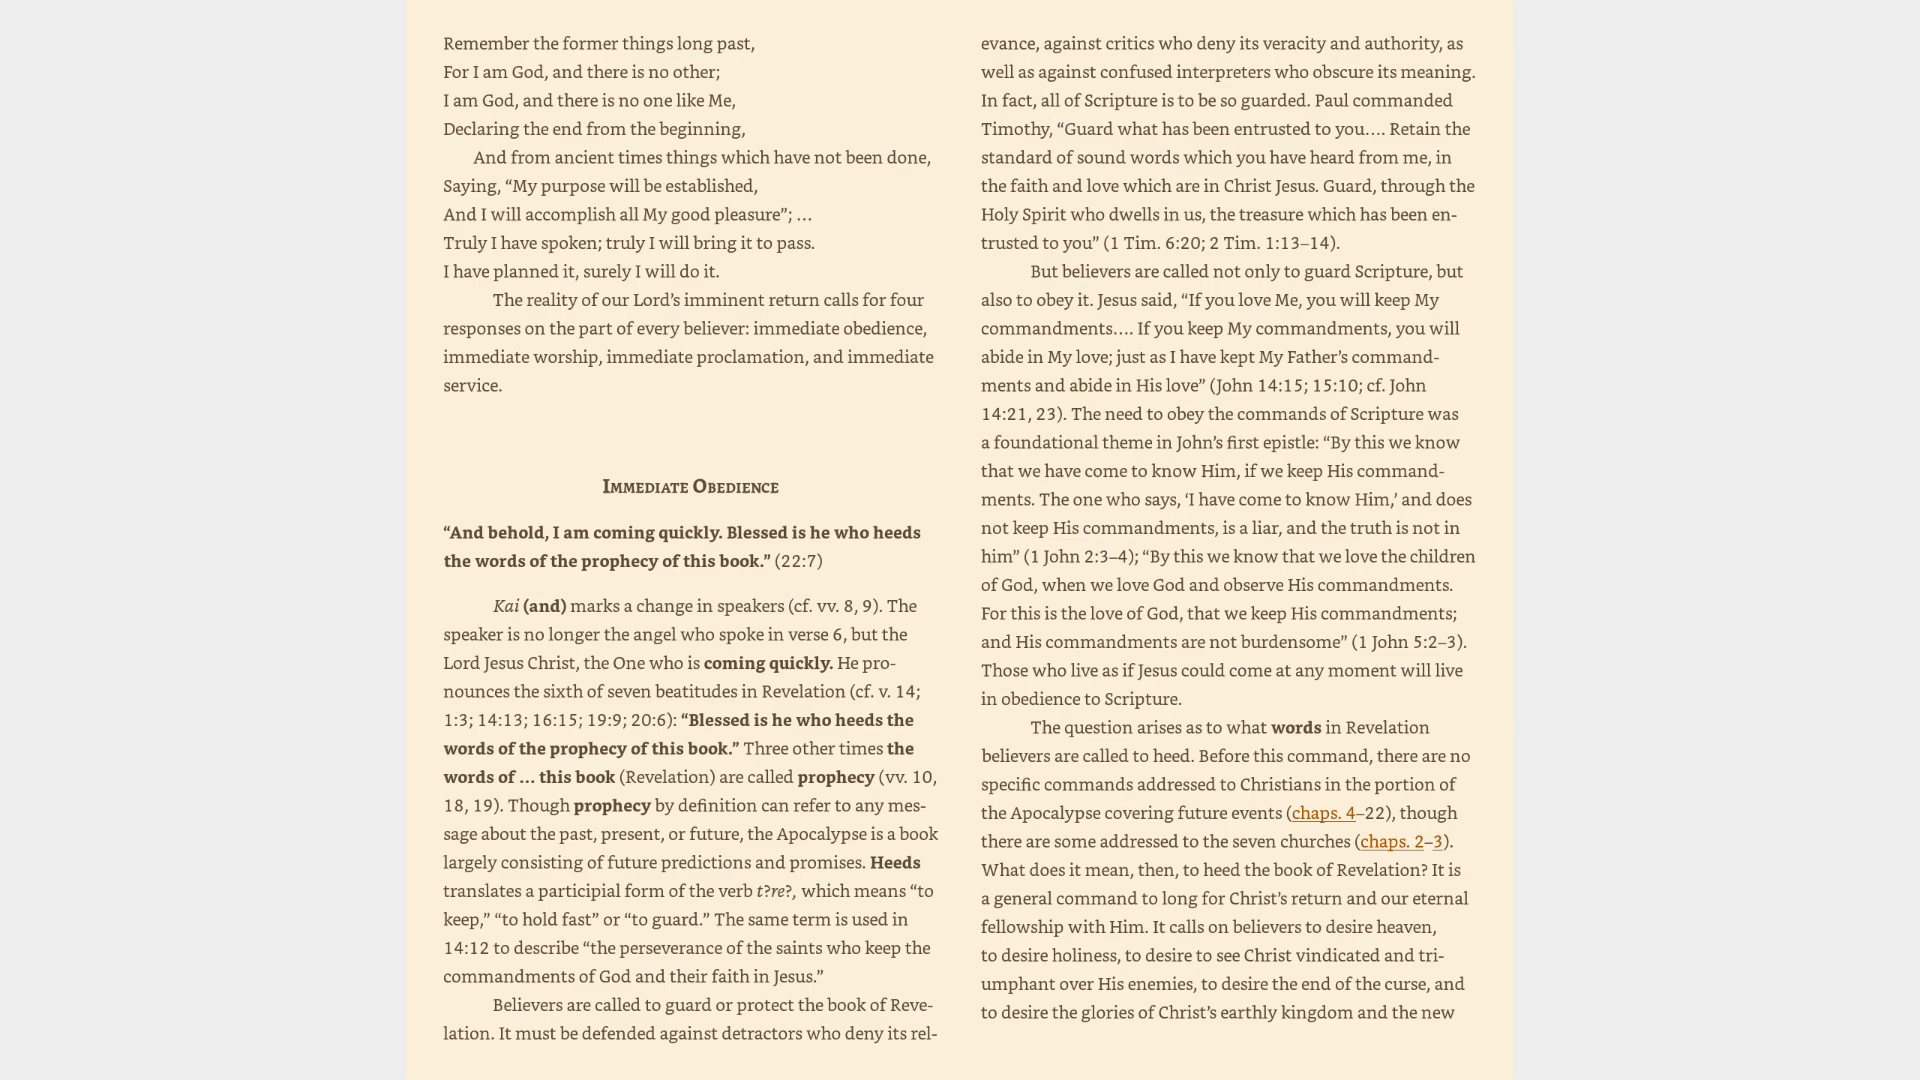 Remember the former things long past,
For I am God, and there is no other;
I am God, and there is no one like Me,
Declaring the end from the beginning,
And from ancient times things which have not been done,
Saying, “My purpose will be established,
And I will accomplish all My good pleasure”; …
Truly I have spoken; truly I will bring it to pass.
I have planned it, surely I will do it.
The reality of our Lord’s imminent return calls for four
responses on the part of every believer: immediate obedience,
immediate worship, immediate proclamation, and immediate
service.
Immediate Obedience
“And behold, I am coming quickly. Blessed is he who heeds
the words of the prophecy of this book.” (22:7)
Kai (and) marks a change in speakers (cf. vv. 8, 9). The
speaker is no longer the angel who spoke in verse 6, but the
Lord Jesus Christ, the One who is coming quickly. He pro-
nounces the sixth of seven beatitudes in Revelation (cf. v. 14;
1:3; 14:13; 16:15; 19:9; 20:6): “Blessed is he who heeds the
words of the prophecy of this book.” Three other times the
words of … this book (Revelation) are called prophecy (vv. 10,
18, 19). Though prophecy by definition can refer to any mes-
sage about the past, present, or future, the Apocalypse is a book
largely consisting of future predictions and promises. Heeds
translates a participial form of the verb t?re?, which means “to
keep,” “to hold fast” or “to guard.” The same term is used in
14:12 to describe “the perseverance of the saints who keep the
commandments of God and their faith in Jesus.”
Believers are called to guard or protect the book of Reve-
lation. It must be defended against detractors who deny its rel-
evance, against critics who deny its veracity and authority, as
well as against confused interpreters who obscure its meaning.
In fact, all of Scripture is to be so guarded. Paul commanded
Timothy, “Guard what has been entrusted to you…. Retain the
standard of sound words which you have heard from me, in
the faith and love which are in Christ Jesus. Guard, through the
Holy Spirit who dwells in us, the treasure which has been en-
trusted to you” (1 Tim. 6:20; 2 Tim. 1:13–14).
But believers are called not only to guard Scripture, but
also to obey it. Jesus said, “If you love Me, you will keep My
commandments…. If you keep My commandments, you will
abide in My love; just as I have kept My Father’s command-
ments and abide in His love” (John 14:15; 15:10; cf. John
14:21, 23). The need to obey the commands of Scripture was
a foundational theme in John’s first epistle: “By this we know
that we have come to know Him, if we keep His command-
ments. The one who says, ‘I have come to know Him,’ and does
not keep His commandments, is a liar, and the truth is not in
him” (1 John 2:3–4); “By this we know that we love the children
of God, when we love God and observe His commandments.
For this is the love of God, that we keep His commandments;
and His commandments are not burdensome” (1 John 5:2–3).
Those who live as if Jesus could come at any moment will live
in obedience to Scripture.
The question arises as to what words in Revelation
believers are called to heed. Before this command, there are no
specific commands addressed to Christians in the portion of
the Apocalypse covering future events (chaps. 4–22), though
there are some addressed to the seven churches (chaps. 2–3).
What does it mean, then, to heed the book of Revelation? It is
a general command to long for Christ’s return and our eternal
fellowship with Him. It calls on believers to desire heaven,
to desire holiness, to desire to see Christ vindicated and tri-
umphant over His enemies, to desire the end of the curse, and
to desire the glories of Christ’s earthly kingdom and the new